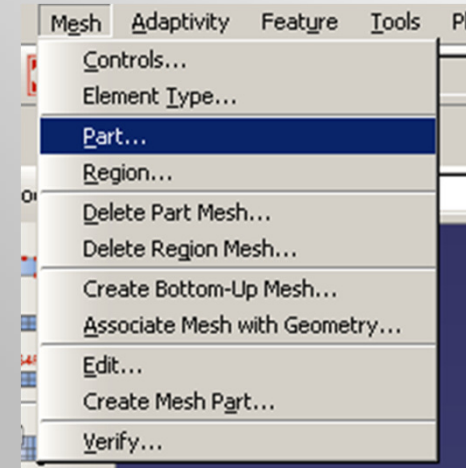 Mesh Adaptivity Feature Tools
Controls...
Element Type...
Part...
Region...
Delete Part Mesh...
Delete Region Mesh...
Create Bottom-Up Mesh...
Associate Mesh with Geometry...
Edit...
Create Mesh Part...
Verify...